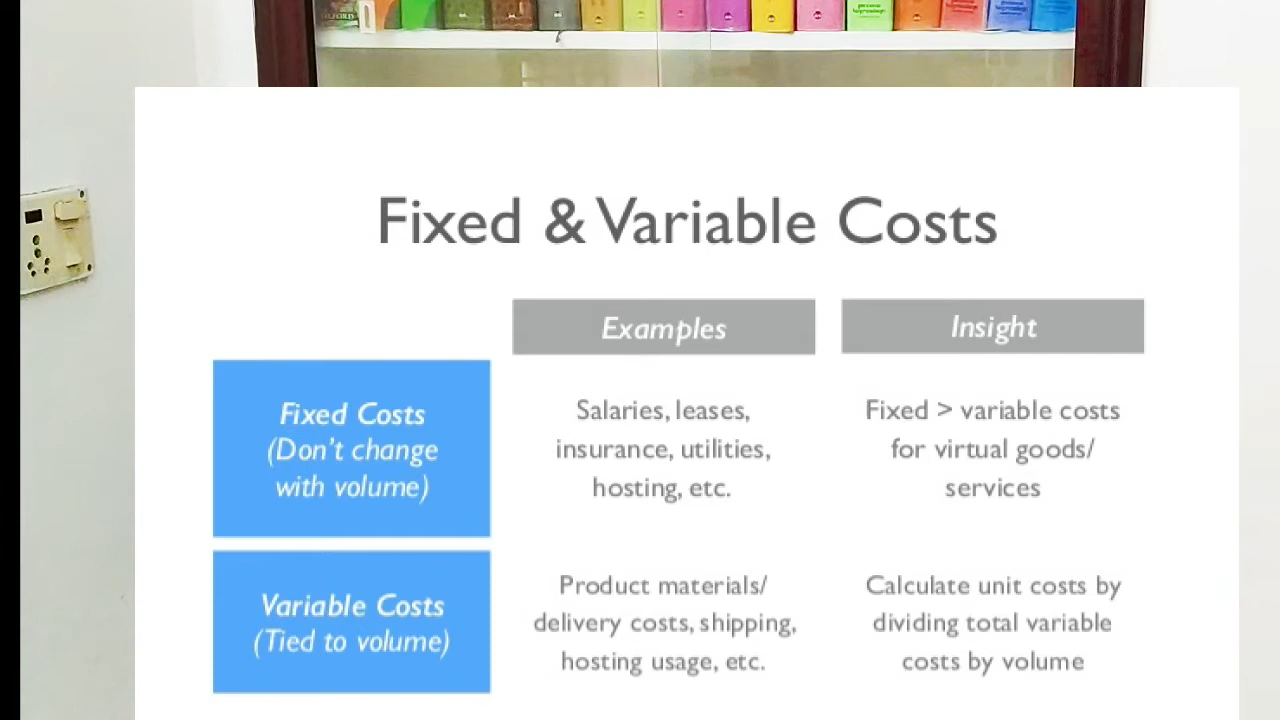 Fixed & Variable Costs
Examples
Insight
Fixed Costs
(Don't change
with volume)
Salaries, leases,
insurance, utilities,
hosting, etc.
Fixed > variable costs
for virtual goods/
services
Variable Costs
(Tied to volume)
Product materials/
delivery costs, shipping,
hosting usage, etc.
Calculate unit costs by
dividing total variable
costs by volume